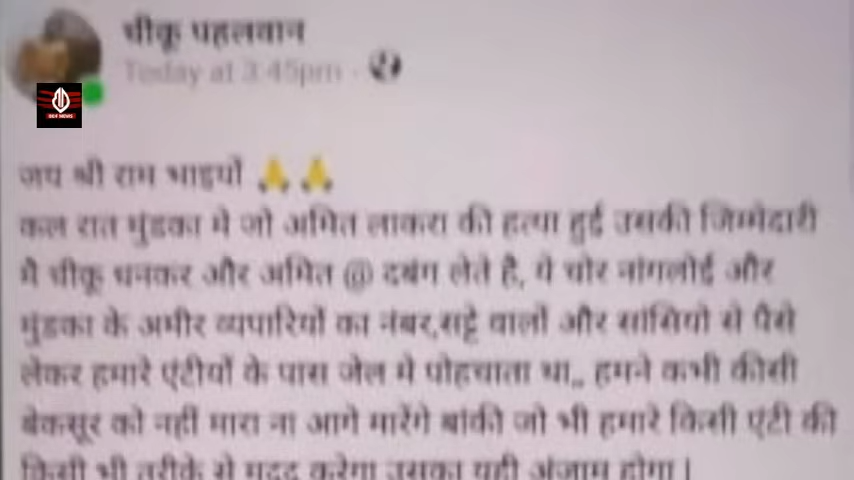 चीकू पहलवान
Today at 3:45pm
जय श्री राम भाइयों 🙏 🙏
कल रात मुंडका मे जो अमित लाकरा की हत्या हुई उसकी जिम्मेदारी
मै चीकू धनकर और अमित @ दबंग लेते है, ये चोर नांगलोई और
मुंडका के अमीर व्यपारियों का नंबर,सट्टे वालों और सांसियो से पैसे
लेकर हमारे एंटीयों के पास जेल मे पोहचाता था,, हमने कभी कीसी
बेकसूर को नहीं मारा ना आगे मारेंगे बांकी जो भी हमारे किसी एंटी की
किसी भी तरीके से मदद करेगा उसका यही अंजाम होगा।